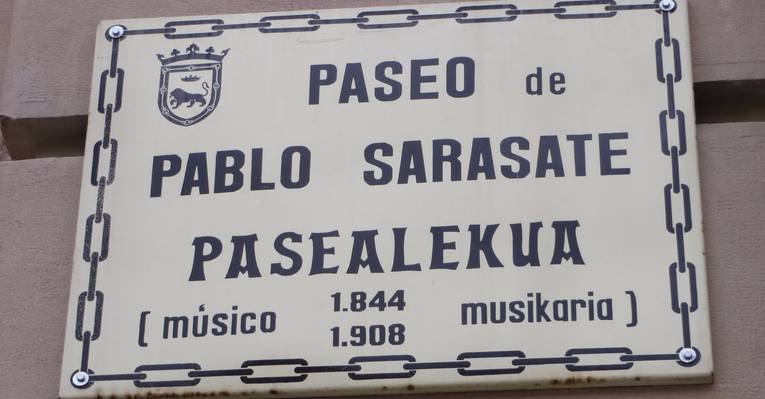 PASEO de
PABLO SARASATE
PASEALEKUA
( músico 1.844 1.908 musikaria )